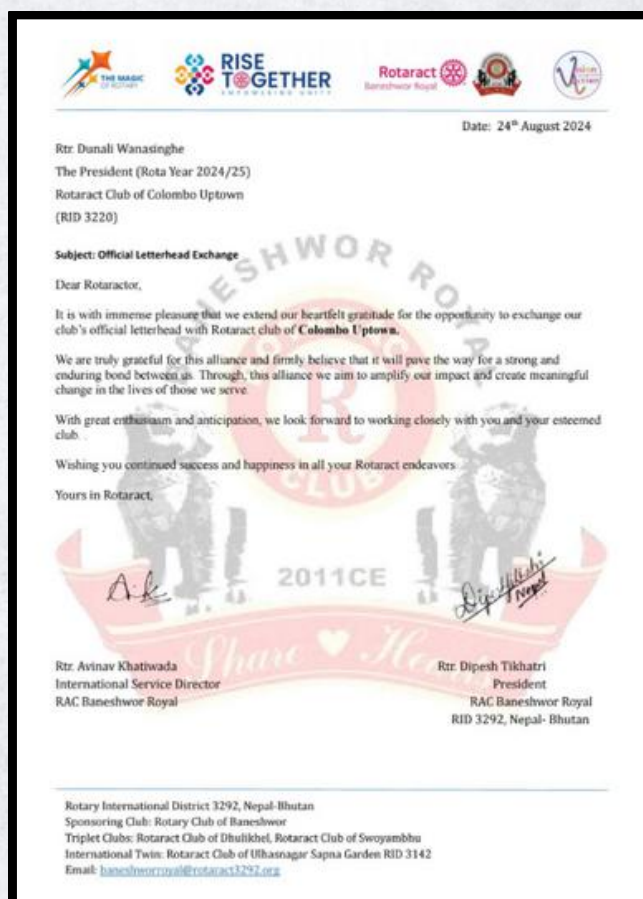 THE MAGIC
OF ROTARY
RISE
TOGETHER
EMPOWERING UNITY
Rotaract
Baneshwor Royal
Date: 24th August 2024
Rtr. Dunali Wanasinghe
The President (Rota Year 2024/25)
Rotaract Club of Colombo Uptown
(RID 3220)
Subject: Official Letterhead Exchange
Dear Rotaractor,
It is with immense pleasure that we extend our heartfelt gratitude for the opportunity to exchange our
club's official letterhead with Rotaract club of Colombo Uptown.
We are truly grateful for this alliance and firmly believe that it will pave the way for a strong and
enduring bond between us. Through, this alliance we aim to amplify our impact and create meaningful
change in the lives of those we serve.
With great enthusiasm and anticipation, we look forward to working closely with you and your esteemed
club.
Wishing you continued success and happiness in all your Rotaract endeavors
Yours in Rotaract,
BANESHWOR ROYAL
R
CLUB
2011CE
Share Hands
Nepal
Rtr. Avinav Khatiwada
International Service Director
RAC Baneshwor Royal
Rtr. Dipesh Tikhatri
President
RAC Baneshwor Royal
RID 3292, Nepal- Bhutan
Rotary International District 3292, Nepal-Bhutan
Sponsoring Club: Rotary Club of Baneshwor
Triplet Clubs: Rotaract Club of Dhulikhel, Rotaract Club of Swoyambhu
International Twin: Rotaract Club of Ulhasnagar Sapna Garden RID 3142
Email: baneshworroyal@rotaract3292.org